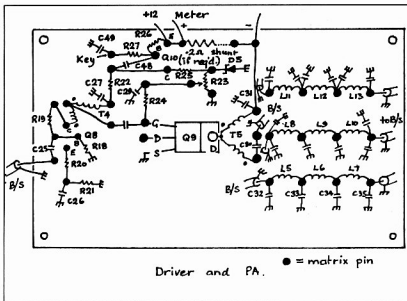 +12 Meter
C49 R26 E - + - + -
Key R27 B C Q10 .2Ω shunt (if req'd.)
C48 C R25 D5
C27 R22 C28 R23
R24 C31 L11 L12 L13
R19 T4 B/S
C G L8 L9 L10 to B/S
Q8 D Q9 T5
B R18 S D
C25 E
R20 L5 L6 L7
B/S R21 B/S C32 C33 C34 C35
C26
● = matrix pin
Driver and PA.